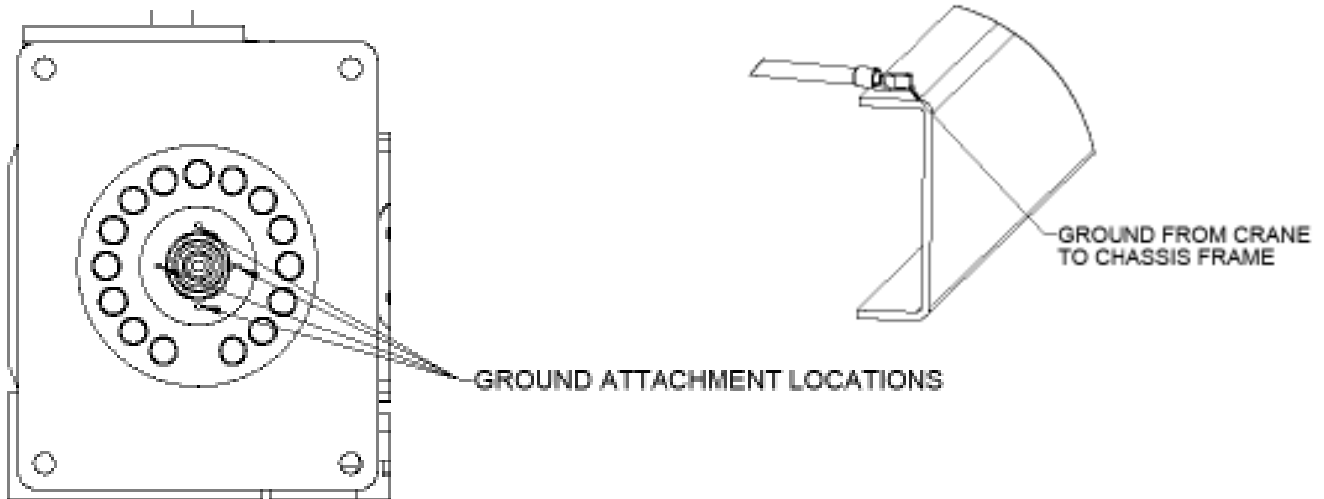 GROUND FROM CRANE
TO CHASSIS FRAME
GROUND ATTACHMENT LOCATIONS